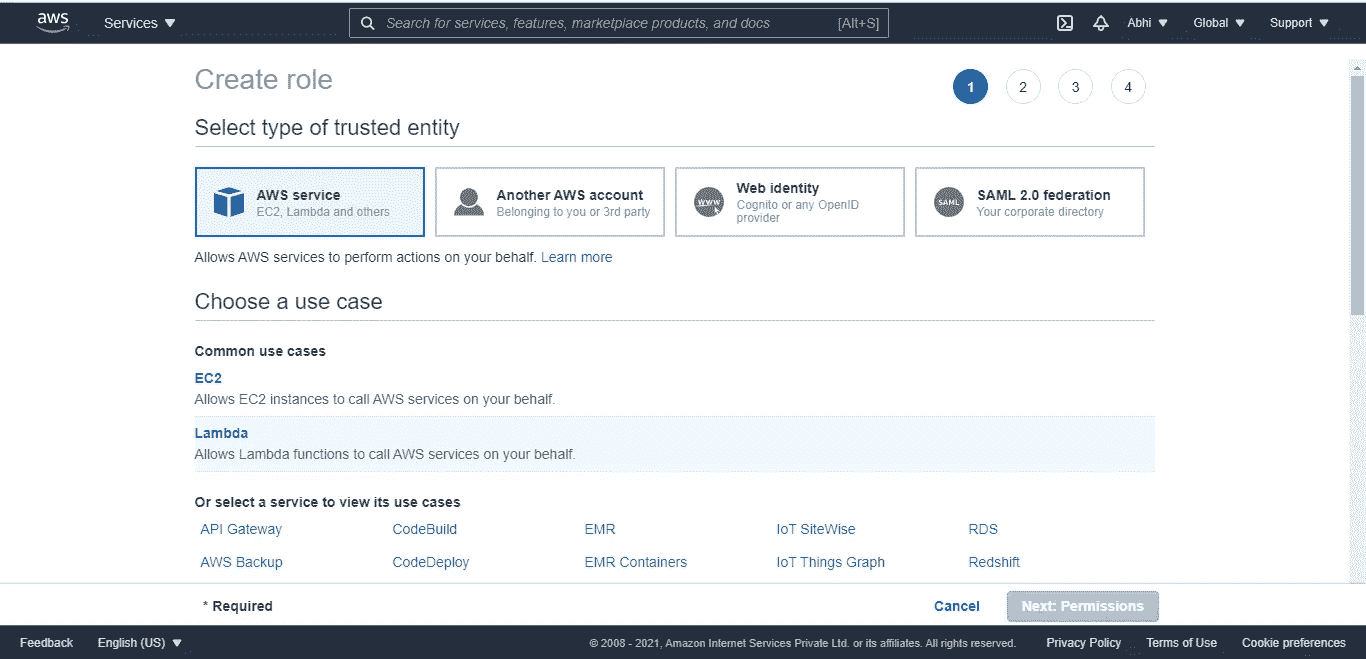 aws Services Search for services, features, marketplace products, and docs [Alt+S] Abhi Global Support
Create role 1 2 3 4
Select type of trusted entity
AWS service
EC2, Lambda and others
Another AWS account
Belonging to you or 3rd party
WWW
Web identity
Cognito or any OpenID
provider
SAML
SAML 2.0 federation
Your corporate directory
Allows AWS services to perform actions on your behalf. Learn more
Choose a use case
Common use cases
EC2
Allows EC2 instances to call AWS services on your behalf.
Lambda
Allows Lambda functions to call AWS services on your behalf.
Or select a service to view its use cases
API Gateway CodeBuild EMR IoT SiteWise RDS
AWS Backup CodeDeploy EMR Containers IoT Things Graph Redshift
* Required Cancel Next: Permissions
Feedback English (US) © 2008 - 2021, Amazon Internet Services Private Ltd. or its affiliates. All rights reserved. Privacy Policy Terms of Use Cookie preferences